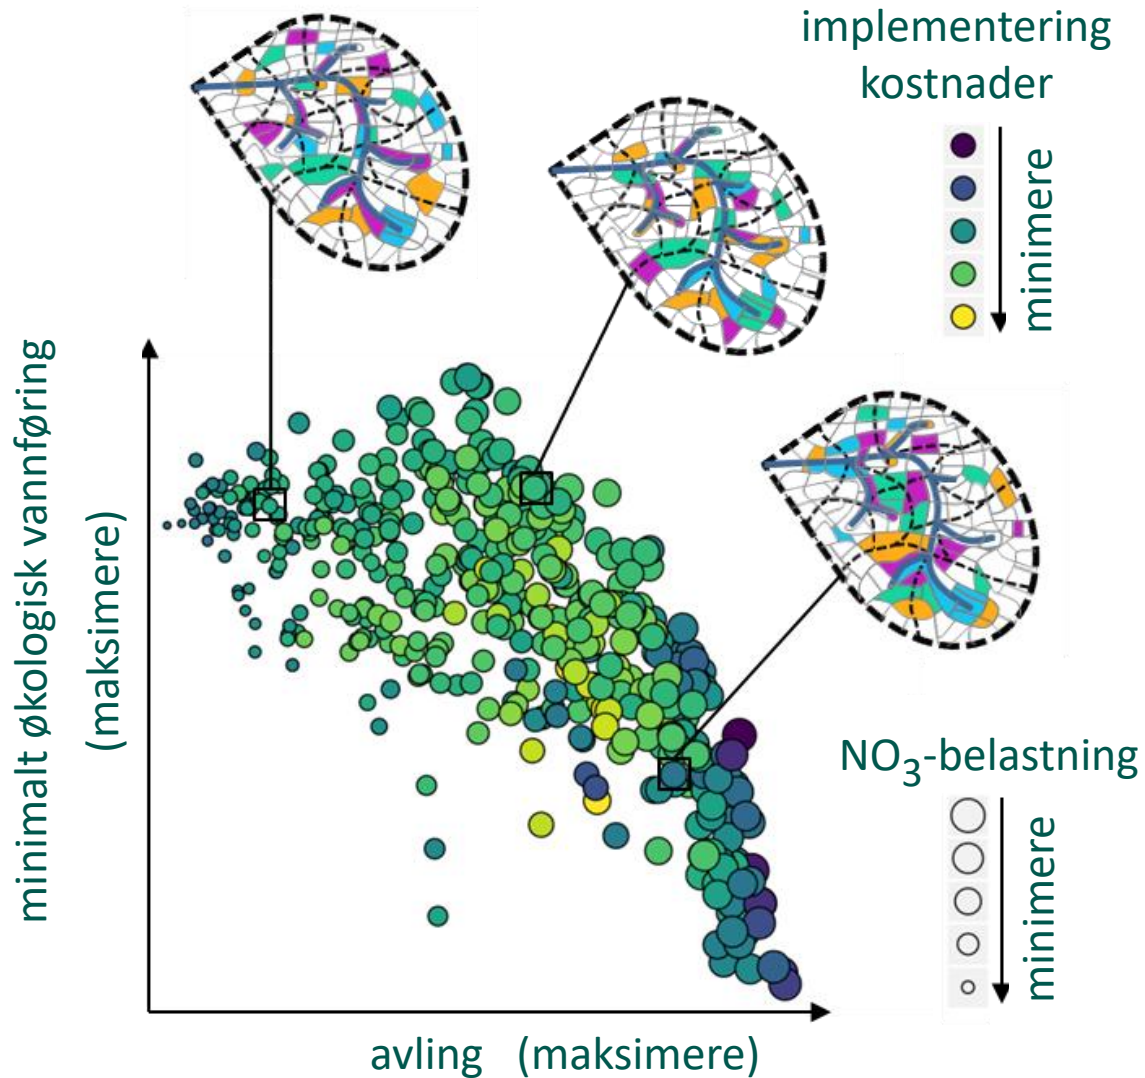 implementering
kostnader
minimere
minimalt økologisk vannføring
(maksimere)
NO₃-belastning
minimere
avling (maksimere)